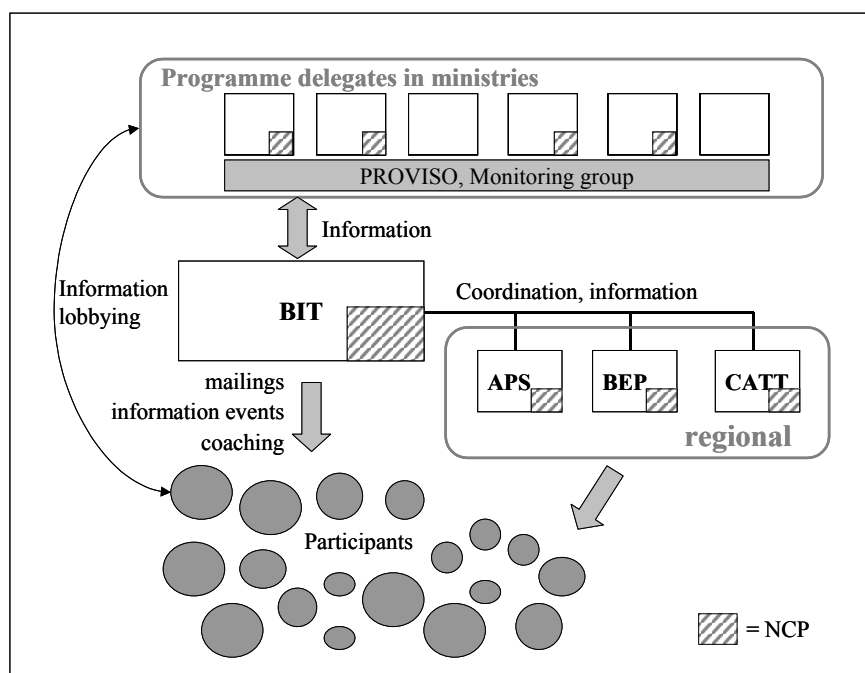 Programme delegates in ministries
PROVISO, Monitoring group
Information
Information
lobbying
BIT
Coordination, information
APS
BEP
CATT
regional
mailings
information events
coaching
Participants
= NCP